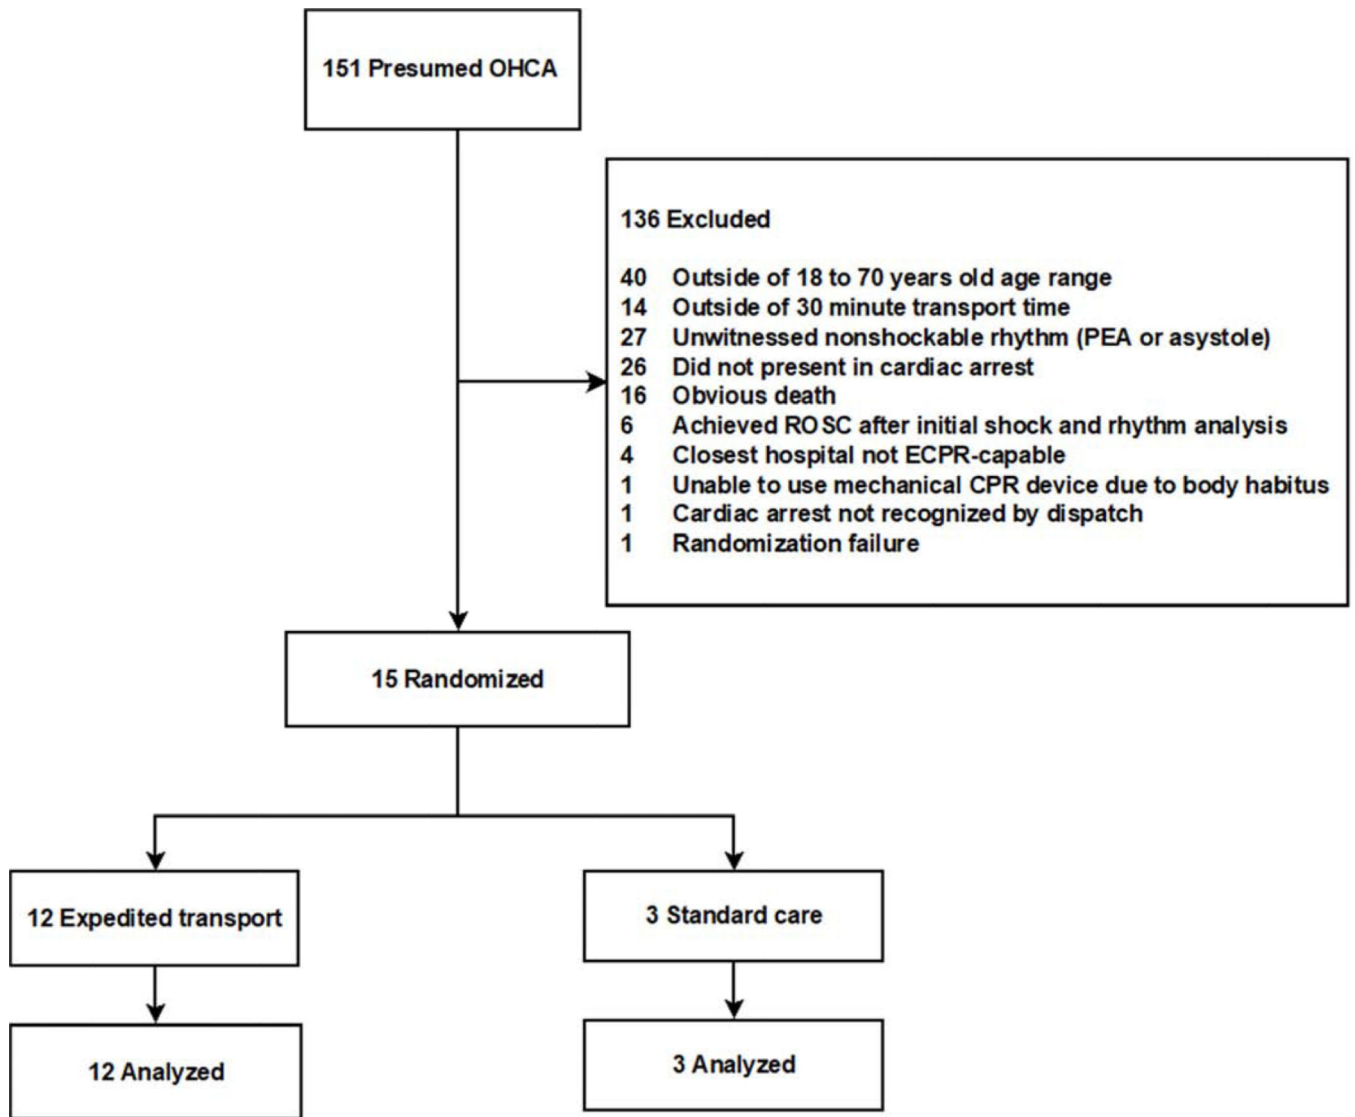 151 Presumed OHCA
136 Excluded
40 Outside of 18 to 70 years old age range
14 Outside of 30 minute transport time
27 Unwitnessed nonshockable rhythm (PEA or asystole)
26 Did not present in cardiac arrest
16 Obvious death
6 Achieved ROSC after initial shock and rhythm analysis
4 Closest hospital not ECPR-capable
1 Unable to use mechanical CPR device due to body habitus
1 Cardiac arrest not recognized by dispatch
1 Randomization failure
15 Randomized
12 Expedited transport
3 Standard care
12 Analyzed
3 Analyzed